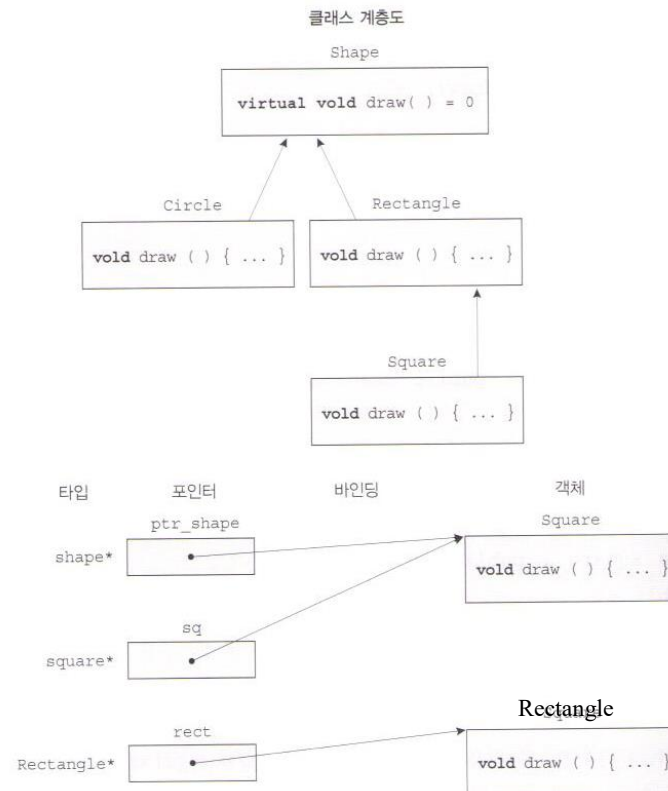 클래스 계층도
Shape
virtual vold draw( ) = 0
Circle
Rectangle
vold draw ( ) { ... }
vold draw ( ) { ... }
Square
vold draw ( ) { ... }
타입
포인터
바인딩
객체
ptr_shape
Square
shape*
vold draw ( ) { ... }
sq
square*
Rectangle
rect
Rectangle*
vold draw ( ) { ... }